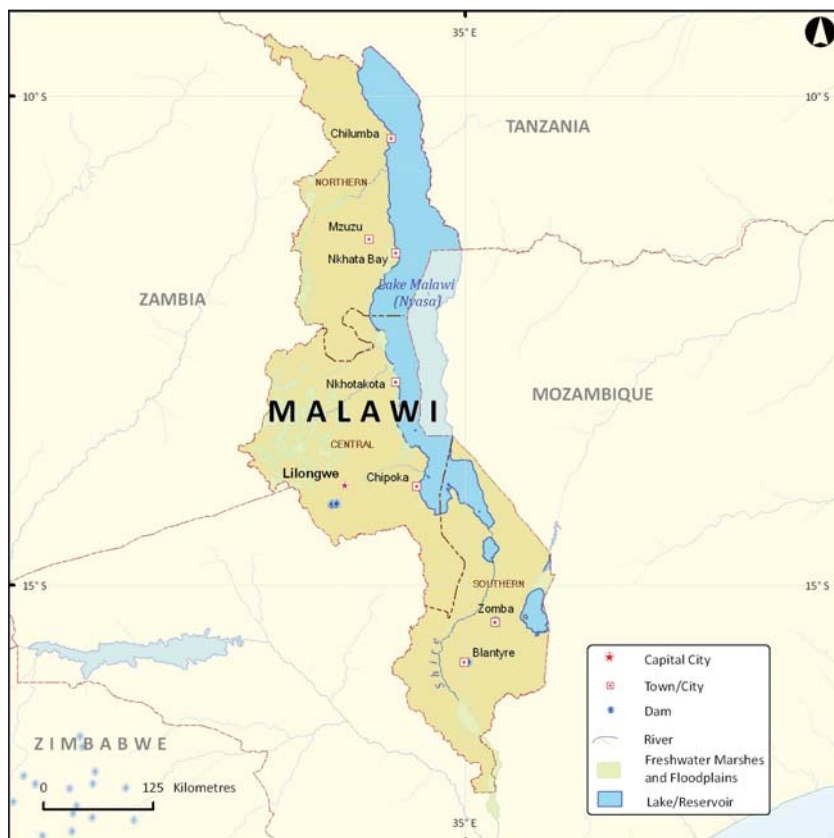 35° E
10° S
10° S
TANZANIA
Chilumba
NORTHERN
Mzuzu
Nkhata Bay
ZAMBIA
Lake Malawi
(Nyasa)
Nkhotakota
MOZAMBIQUE
MALAWI
CENTRAL
Lilongwe
Chipoka
15° S
15° S
SOUTHERN
Zomba
Shire
Blantyre
ZIMBABWE
0 125 Kilometres
35° E
Capital City
Town/City
Dam
River
Freshwater Marshes
and Floodplains
Lake/Reservoir